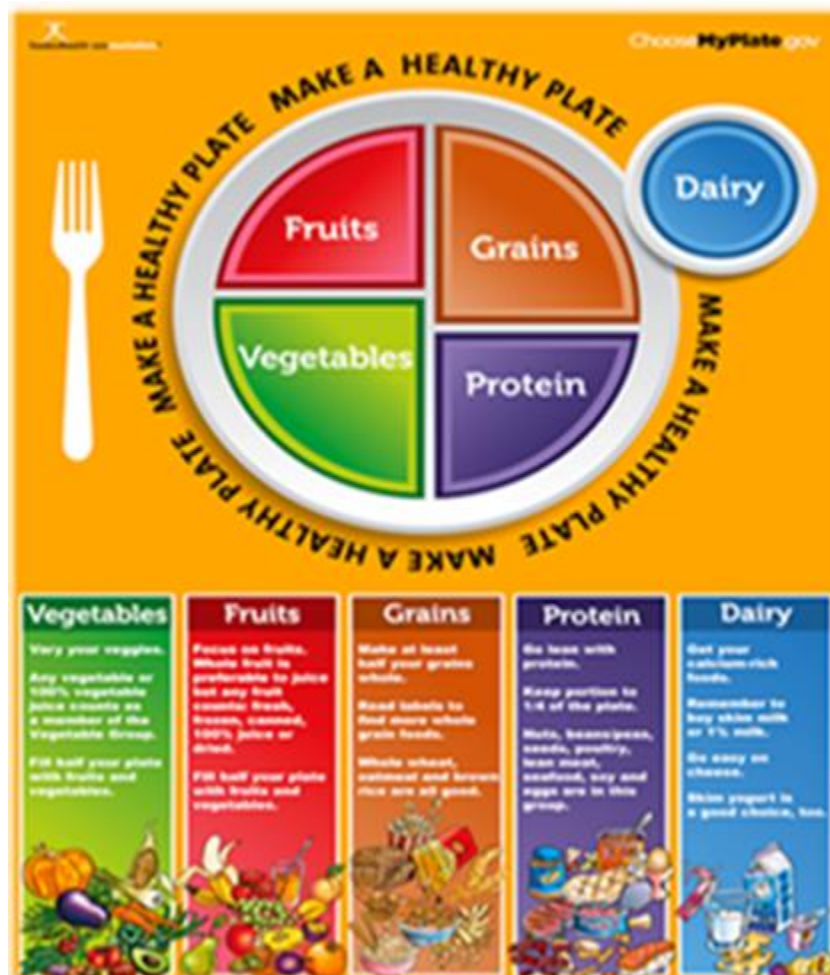 ChooseMyPlate.gov
MAKE A HEALTHY PLATE MAKE A HEALTHY PLATE MAKE A HEALTHY PLATE MAKE A HEALTHY PLATE MAKE A HEALTHY PLATE
Fruits
Grains
Dairy
Vegetables
Protein
Vegetables
Vary your veggies.
Any vegetable or
100% vegetable
juice counts as
a member of the
Vegetable Group.
Fill half your plate
with fruits and
vegetables.
Fruits
Focus on fruits.
Whole fruit is
preferable to juice
but any fruit
counts: fresh,
frozen, canned,
100% juice or
dried.
Fill half your plate
with fruits and
vegetables.
Grains
Make at least
half your grains
whole.
Read labels to
find more whole
grain foods.
Whole wheat,
oatmeal and brown
rice are all good.
Protein
Go lean with
protein.
Keep portion to
1/4 of the plate.
Nuts, beans/peas,
seeds, poultry,
lean meat,
seafood, soy and
eggs are in this
group.
Dairy
Get your
calcium-rich
foods.
Remember to
buy skim milk
or 1% milk.
Go easy on
cheese.
Skim yogurt is
a good choice, too.